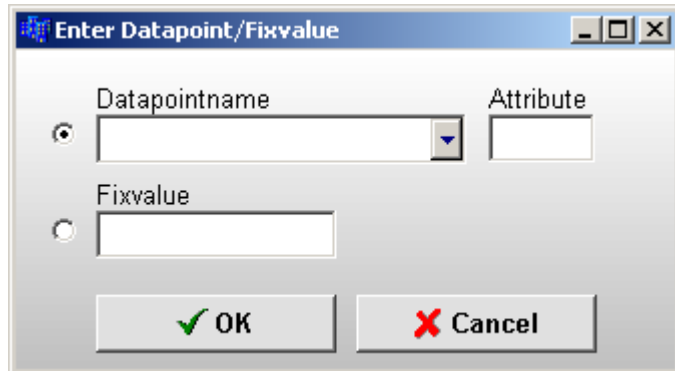 Enter Datapoint/Fixvalue
Datapointname Attribute
Fixvalue
OK Cancel